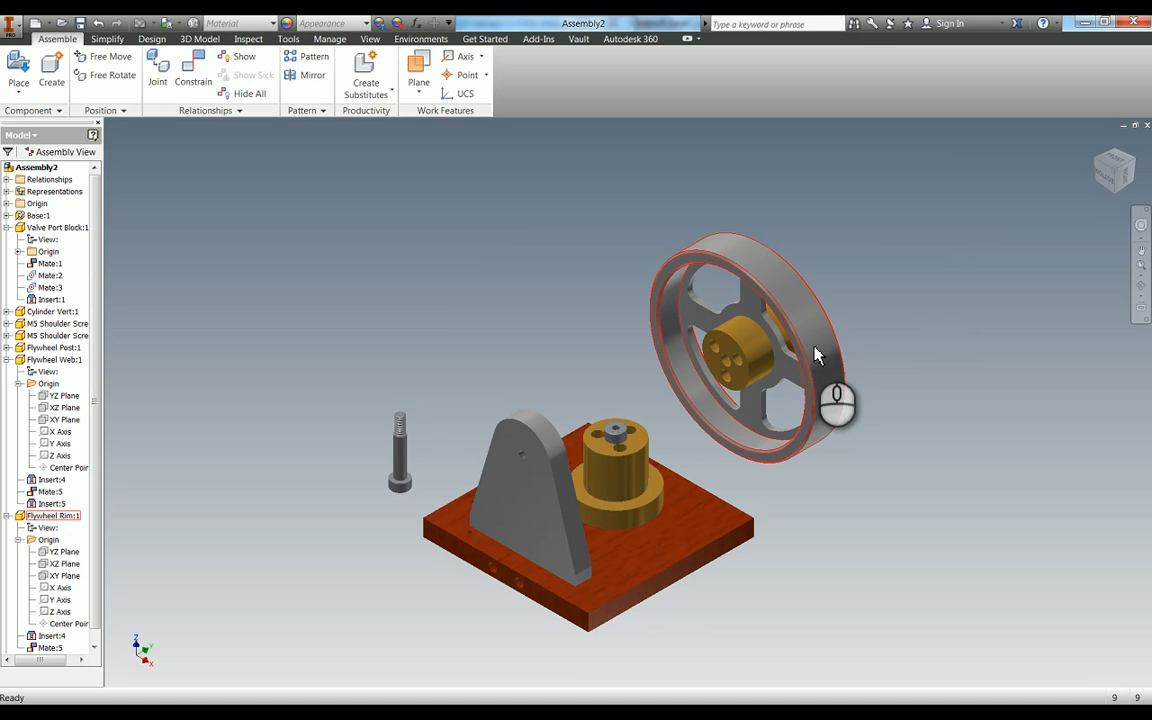 PRO
Material
Appearance
Assembly2
Type a keyword or phrase
Sign In
Assemble Simplify Design 3D Model Inspect Tools Manage View Environments Get Started Add-Ins Vault Autodesk 360
Place
Create
Free Move
Free Rotate
Joint
Constrain
Show
Show Sick
Hide All
Pattern
Mirror
Create
Substitutes
Plane
Axis
Point
UCS
Component
Position
Relationships
Pattern
Productivity
Work Features
Model
Assembly View
Assembly2
Relationships
Representations
Origin
Base:1
Valve Port Block:1
View:
Origin
Mate:1
Mate:2
Mate:3
Insert:1
Cylinder Vert:1
M5 Shoulder Scre
M5 Shoulder Scre
Flywheel Post:1
Flywheel Web:1
View:
Origin
YZ Plane
XZ Plane
XY Plane
X Axis
Y Axis
Z Axis
Center Poi
Insert:4
Mate:5
Insert:5
Flywheel Rim:1
View:
Origin
YZ Plane
XZ Plane
XY Plane
X Axis
Y Axis
Z Axis
Center Poi
Insert:4
Mate:5
FRONT
Z
Y
X
Ready
9 9